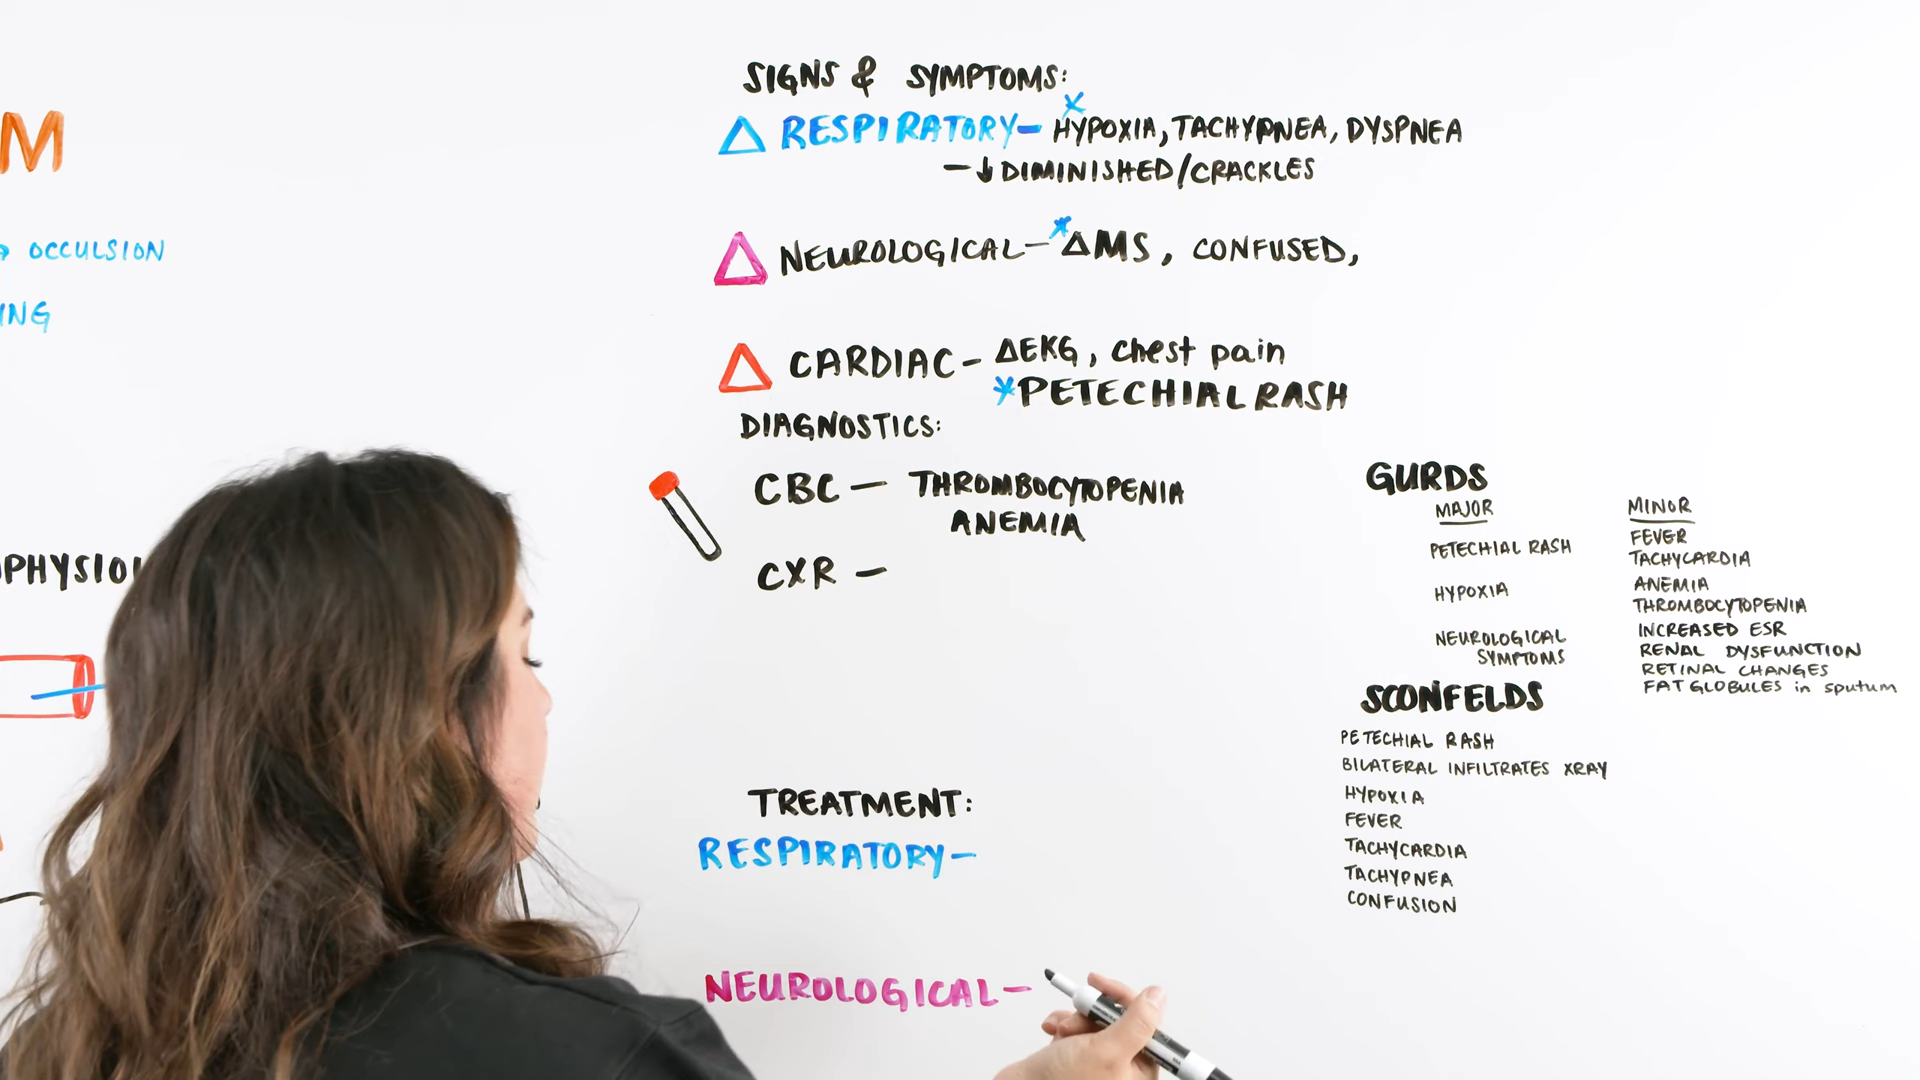 M
OCCULSION
ING
PHYSIO
SIGNS & SYMPTOMS:
△ RESPIRATORY- *HYPOXIA, TACHYPNEA, DYSPNEA
- ↓ DIMINISHED/CRACKLES
△ NEUROLOGICAL- *ΔMS, CONFUSED,
△ CARDIAC- ΔEKG, chest pain
*PETECHIAL RASH
DIAGNOSTICS:
CBC - THROMBOCYTOPENIA
ANEMIA
CXR -
TREATMENT:
RESPIRATORY-
NEUROLOGICAL-
GURDS
MAJOR
PETECHIAL RASH
HYPOXIA
NEUROLOGICAL
SYMPTOMS
MINOR
FEVER
TACHYCARDIA
ANEMIA
THROMBOCYTOPENIA
INCREASED ESR
RENAL DYSFUNCTION
RETINAL CHANGES
FAT GLOBULES in sputum
SCONFELDS
PETECHIAL RASH
BILATERAL INFILTRATES XRAY
HYPOXIA
FEVER
TACHYCARDIA
TACHYPNEA
CONFUSION